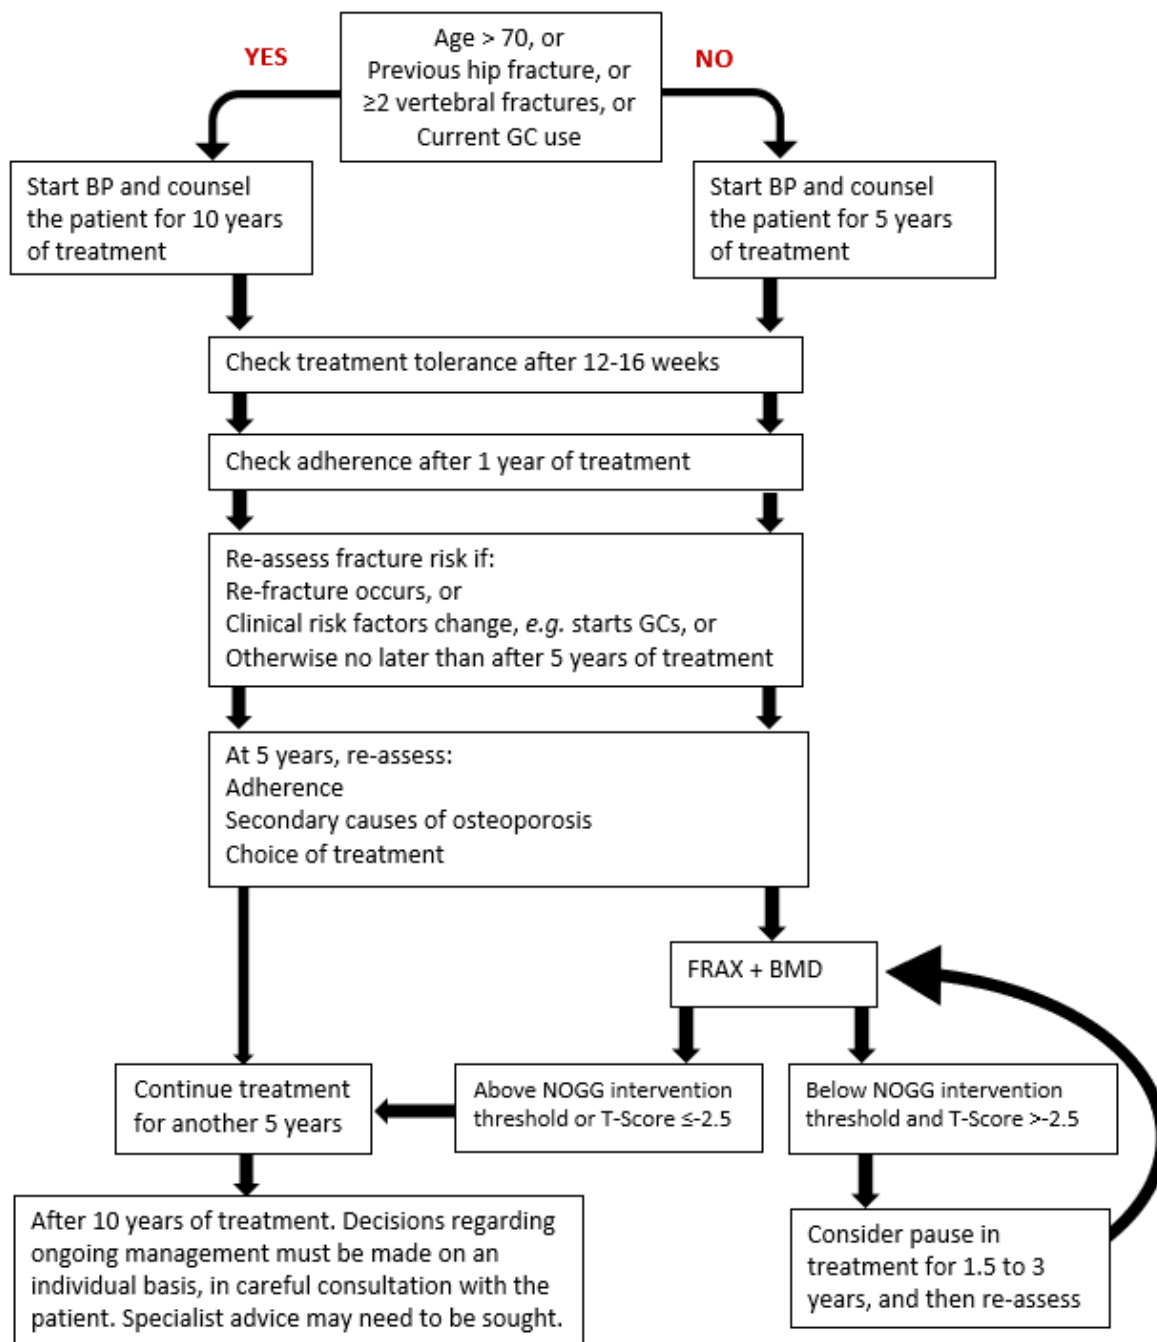 Age > 70, or
Previous hip fracture, or
≥2 vertebral fractures, or
Current GC use
YES
NO
Start BP and counsel
the patient for 10 years
of treatment
Start BP and counsel
the patient for 5 years
of treatment
Check treatment tolerance after 12-16 weeks
Check adherence after 1 year of treatment
Re-assess fracture risk if:
Re-fracture occurs, or
Clinical risk factors change, e.g. starts GCs, or
Otherwise no later than after 5 years of treatment
At 5 years, re-assess:
Adherence
Secondary causes of osteoporosis
Choice of treatment
FRAX + BMD
Continue treatment
for another 5 years
Above NOGG intervention
threshold or T-Score ≤-2.5
Below NOGG intervention
threshold and T-Score >-2.5
After 10 years of treatment. Decisions regarding
ongoing management must be made on an
individual basis, in careful consultation with the
patient. Specialist advice may need to be sought.
Consider pause in
treatment for 1.5 to 3
years, and then re-assess